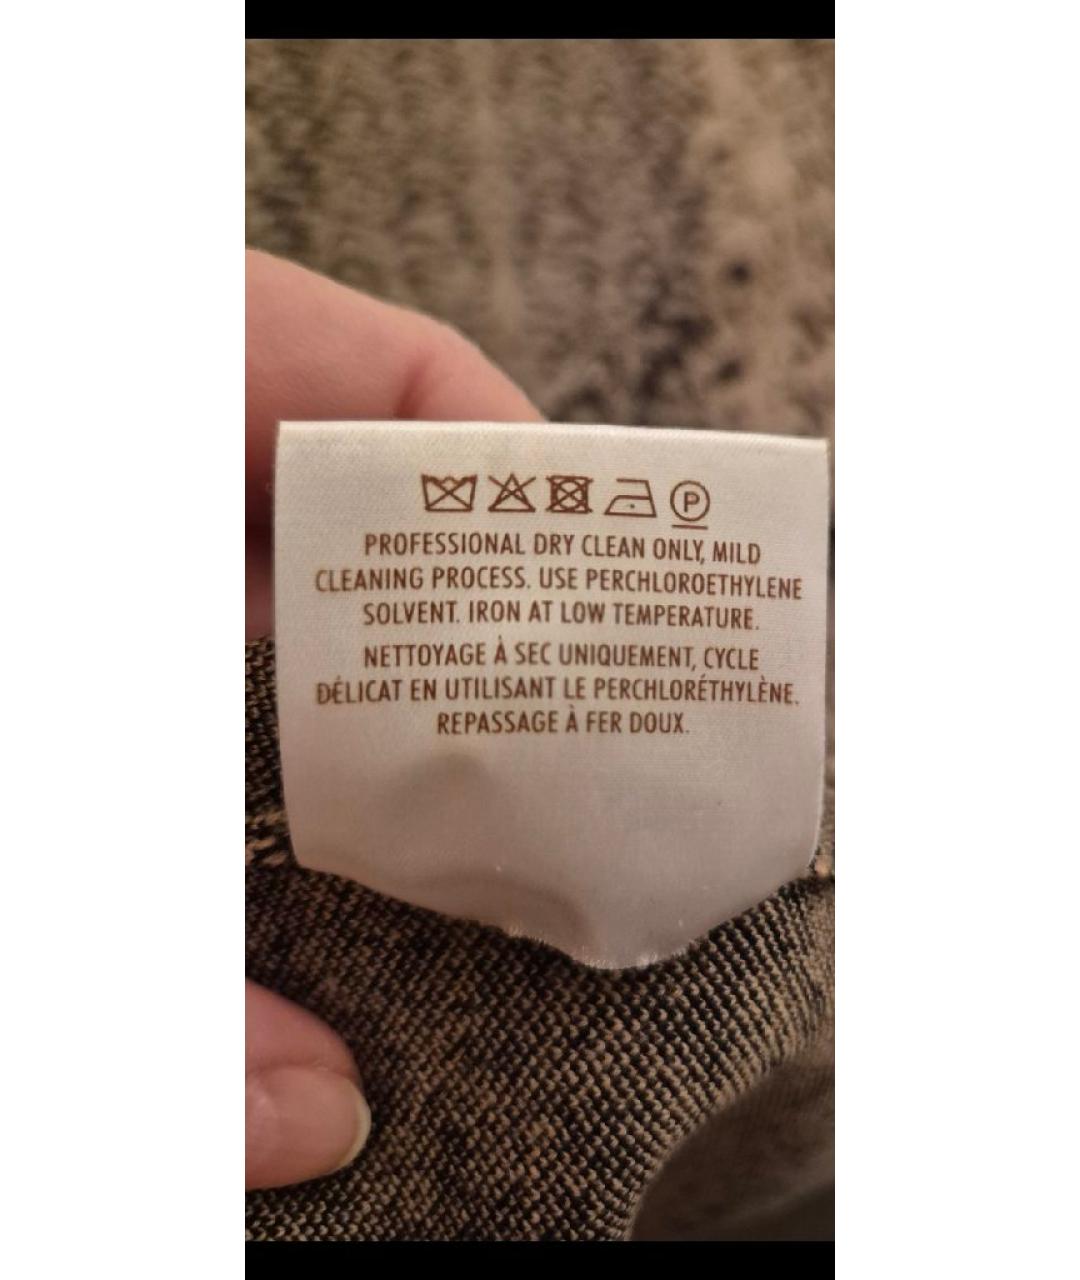 P
PROFESSIONAL DRY CLEAN ONLY, MILD
CLEANING PROCESS. USE PERCHLOROETHYLENE
SOLVENT. IRON AT LOW TEMPERATURE.
NETTOYAGE À SEC UNIQUEMENT, CYCLE
DÉLICAT EN UTILISANT LE PERCHLORÉTHYLÈNE.
REPASSAGE À FER DOUX.